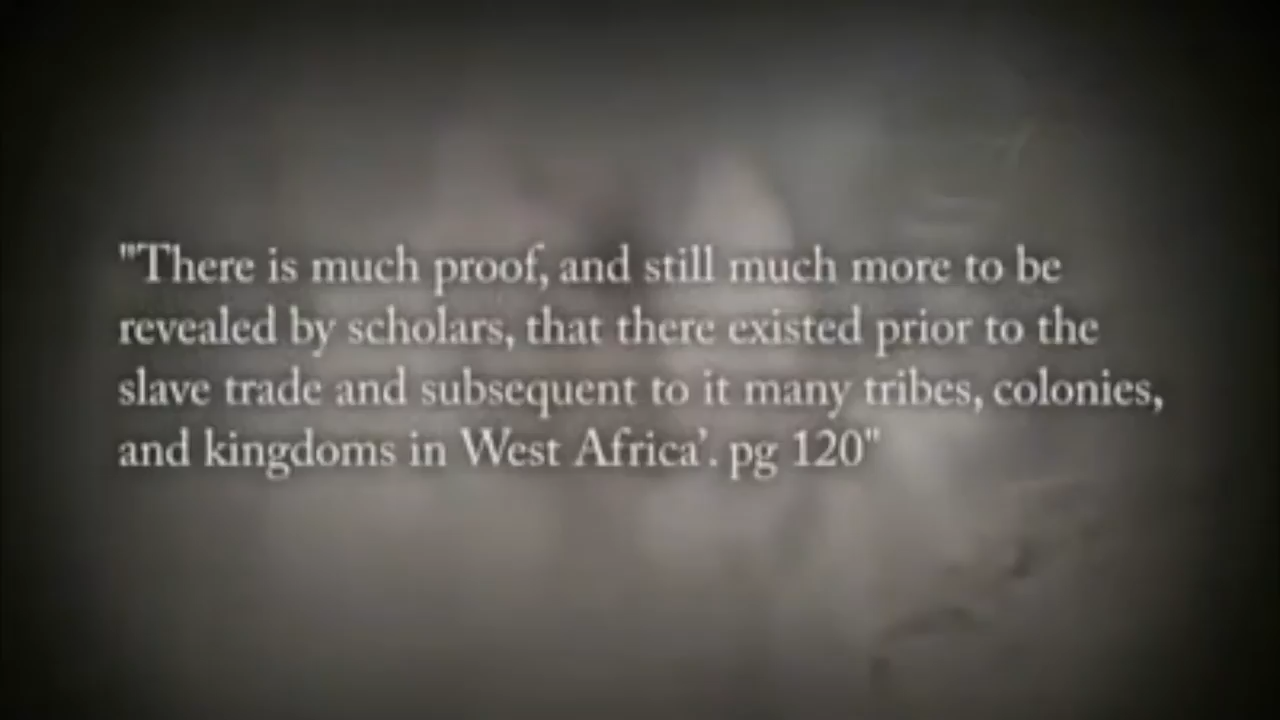 "There is much proof, and still much more to be
revealed by scholars, that there existed prior to the
slave trade and subsequent to it many tribes, colonies,
and kingdoms in West Africa’. pg 120"